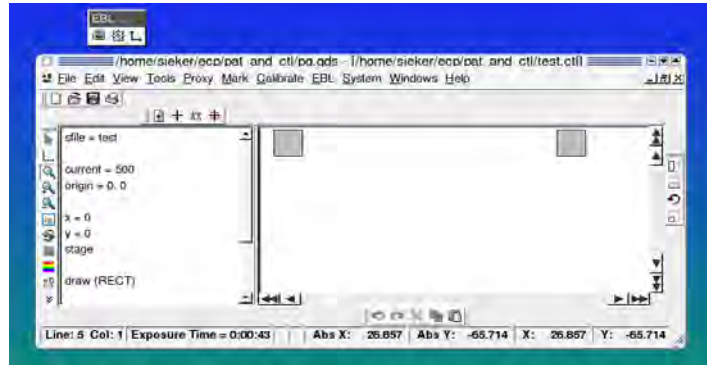 EBL
/home/sieker/ecp/pat_and_ctl/pg.gds - [/home/sieker/ecp/pat_and_ctl/test.ctl]
File Edit View Tools Proxy Mark Calibrate EBL System Windows Help
sfile = test
current = 500
origin = 0, 0
x = 0
y = 0
stage
draw (RECT)
Line: 5 Col: 1 Exposure Time = 0:00:43 Abs X: 26.857 Abs Y: -65.714 X: 26.857 Y: -65.714